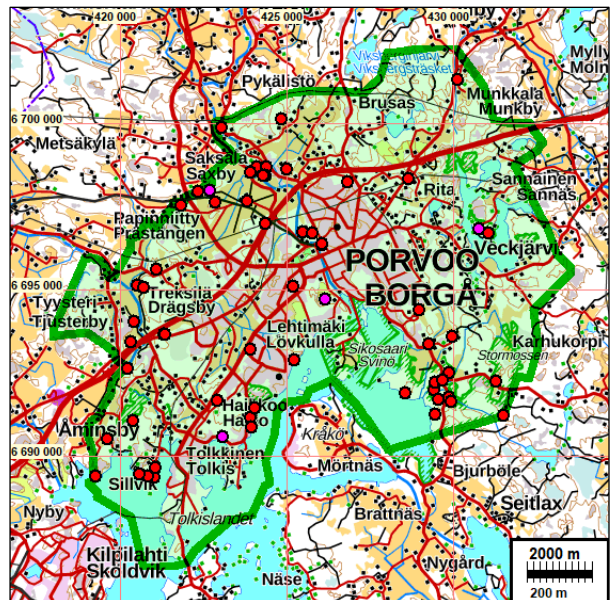 420 000
425 000
430 000
Viksberginjärvi
Viksbergsträsket
Pykälistö
Mylly
Moln
Brusas
Munkkala
Munkby
6 700 000
Metsäkylä
Saksala
Saxby
Rita
Sannainen
Sannäs
Papinniitty
Prästängen
Veckjärvi
PORVOO
BORGÅ
6 695 000
Tyysteri
Tjusterby
Treksilä
Drägsby
Lehtimäki
Lövkulla
Sikosaari
Svinö
Karhukorpi
Stormossen
Haikkoo
Haiko
Kråkö
Åminsby
Tolkkinen
Tolkis
6 690 000
Mörtnäs
Bjurböle
Sillvik
Seitlax
Nyby
Brattnäs
Tolkislandet
Kilpilahti
Sköldvik
Nygård
Näse
2000 m
200 m